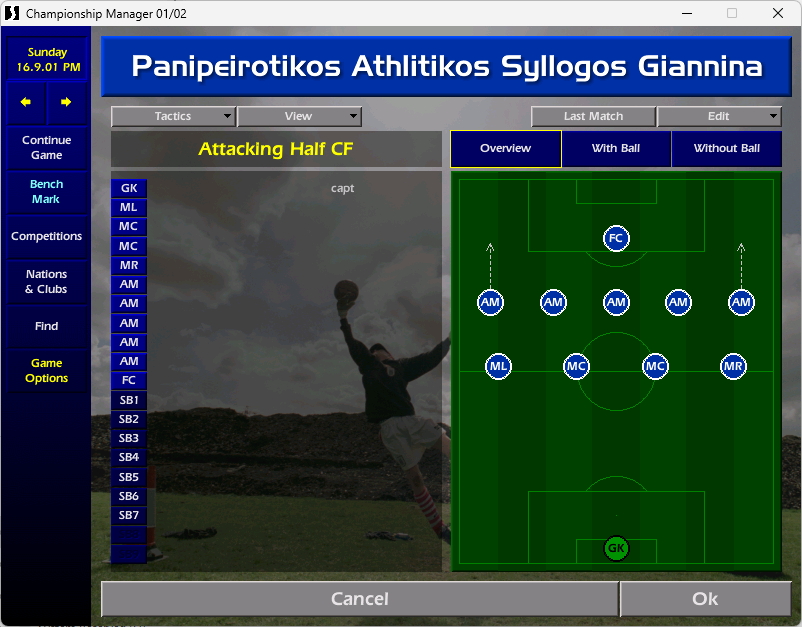 Championship Manager 01/02
Sunday
16.9.01 PM
Continue
Game
Bench
Mark
Competitions
Nations
& Clubs
Find
Game
Options
Panipeirotikos Athlitikos Syllogos Giannina
Tactics
View
Last Match
Edit
Attacking Half CF
Overview
With Ball
Without Ball
GK capt
ML
MC
MC
MR
AM
AM
AM
AM
AM
FC
SB1
SB2
SB3
SB4
SB5
SB6
SB7
FC
AM AM AM AM AM
ML MC MC MR
GK
Cancel
Ok